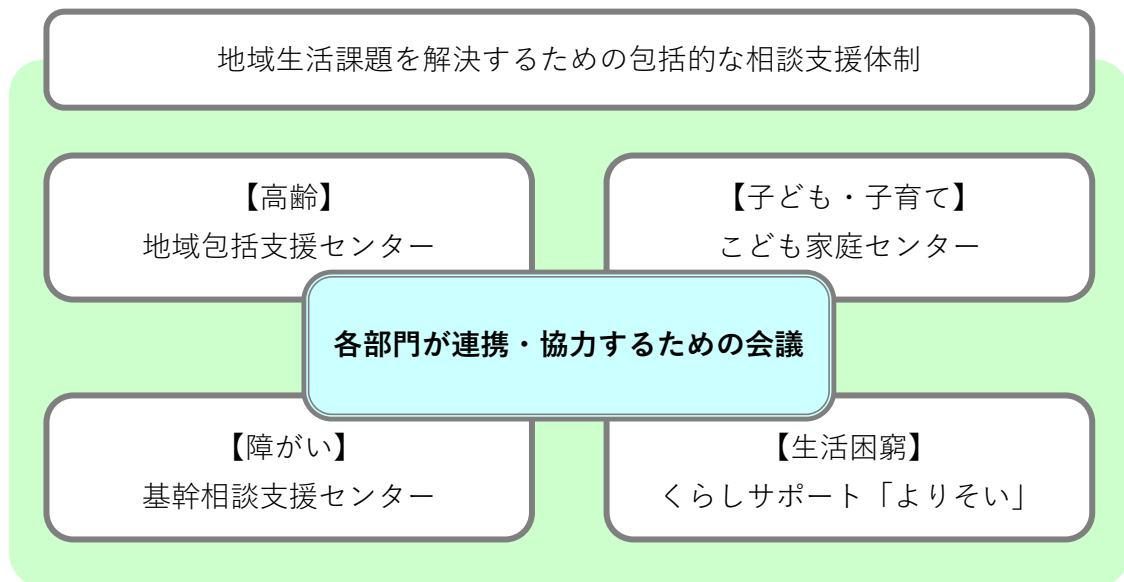 地域生活課題を解決するための包括的な相談支援体制
【高齢】
地域包括支援センター
【子ども・子育て】
こども家庭センター
各部門が連携・協力するための会議
【障がい】
基幹相談支援センター
【生活困窮】
くらしサポート「よりそい」